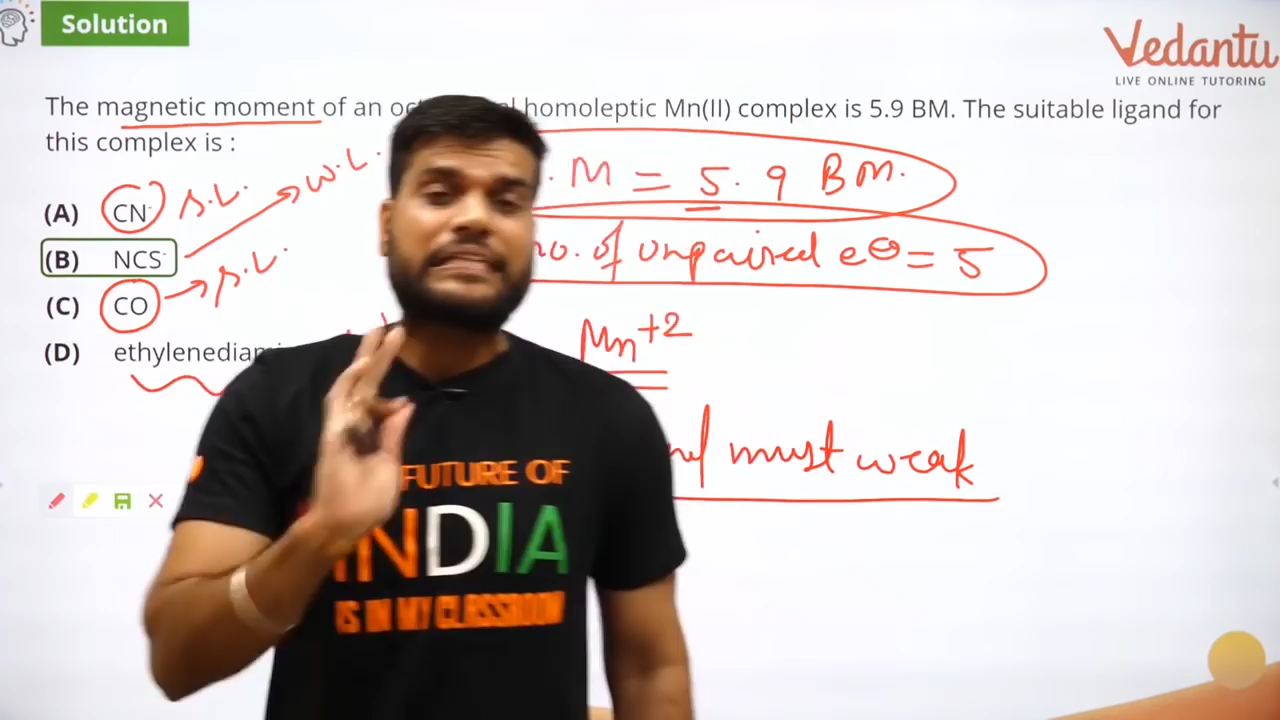 Solution
Vedantu
LIVE ONLINE TUTORING
The magnetic moment of an homoleptic Mn(II) complex is 5.9 BM. The suitable ligand for
this complex is :
M = 5.9 BM.
(A) CN⁻ S.L.
W.L.
(B) NCS⁻
no. of unpaired e⊖ = 5
(C) CO → S.L.
Mn+2
(D)
must weak
FUTURE OF
INDIA
IS IN MY CLASSROOM